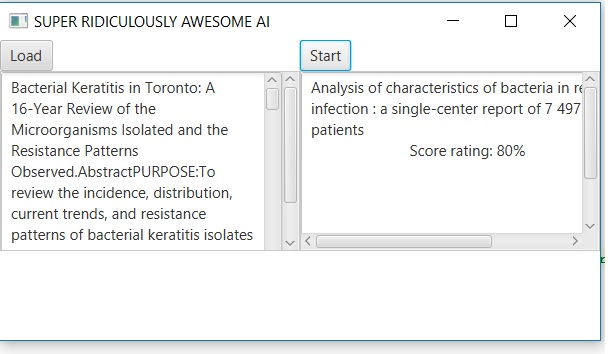 SUPER RIDICULOUSLY AWESOME AI
Load
Start
Bacterial Keratitis in Toronto: A
16-Year Review of the
Microorganisms Isolated and the
Resistance Patterns
Observed.AbstractPURPOSE:To
review the incidence, distribution,
current trends, and resistance
patterns of bacterial keratitis isolates
Analysis of characteristics of bacteria in
infection : a single-center report of 7 497
patients
Score rating: 80%